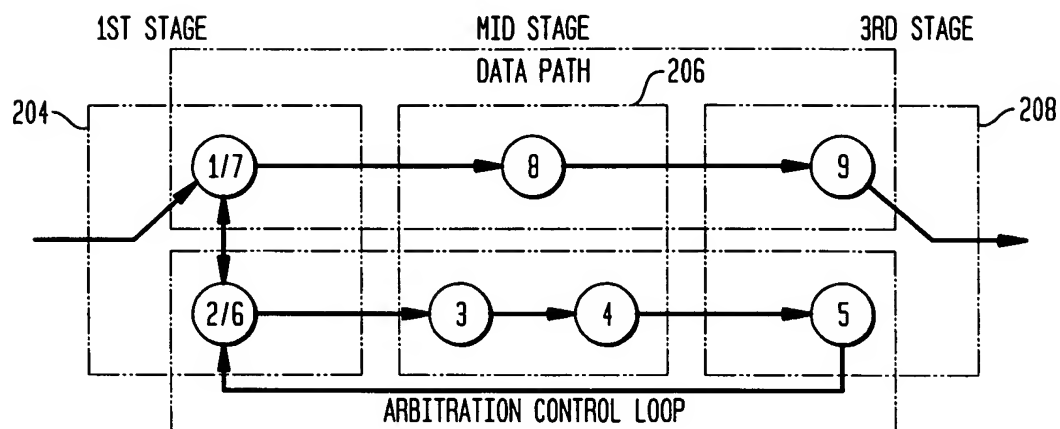 1ST STAGE
MID STAGE
3RD STAGE
DATA PATH
206
204
208
1/7
8
9
2/6
3
4
5
ARBITRATION CONTROL LOOP